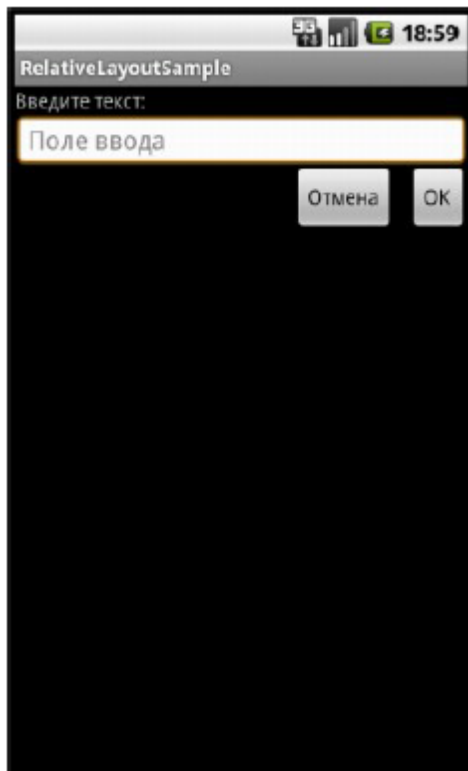 18:59
RelativeLayoutSample
Введите текст:
Поле ввода
Отмена OK